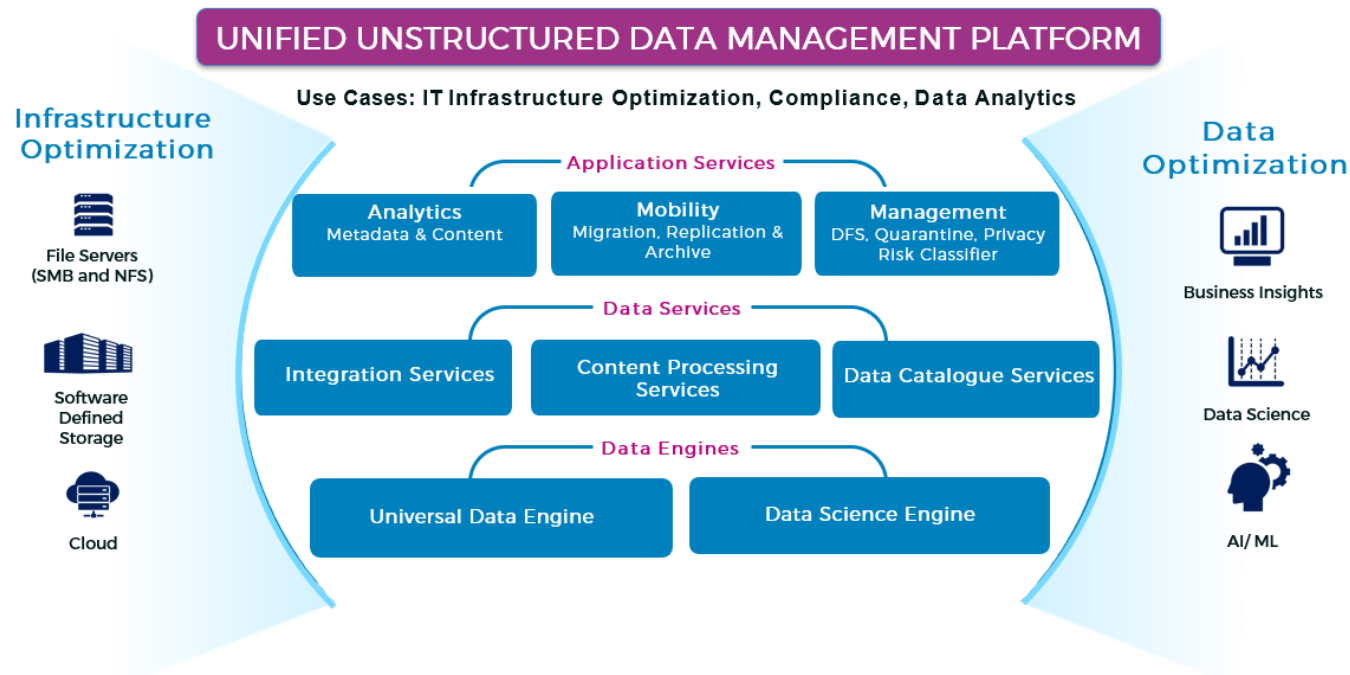 UNIFIED UNSTRUCTURED DATA MANAGEMENT PLATFORM
Use Cases: IT Infrastructure Optimization, Compliance, Data Analytics
Infrastructure
Optimization
File Servers
(SMB and NFS)
Software
Defined
Storage
Cloud
Application Services
Analytics
Metadata & Content
Mobility
Migration, Replication &
Archive
Management
DFS, Quarantine, Privacy
Risk Classifier
Data Services
Integration Services
Content Processing
Services
Data Catalogue Services
Data Engines
Universal Data Engine
Data Science Engine
Data
Optimization
Business Insights
Data Science
AI/ ML